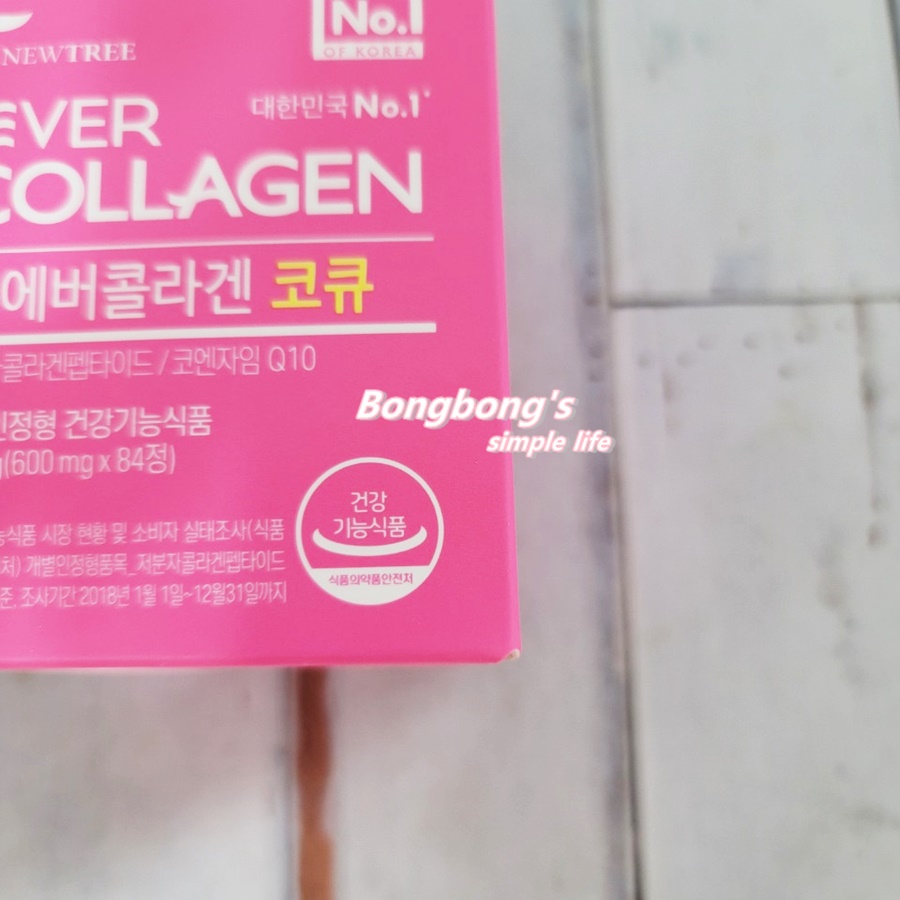 No.1
OF KOREA
NEWTREE
대한민국 No.1*
EVER
COLLAGEN
에버콜라겐 코큐
콜라겐펩타이드 / 코엔자임 Q10
인정형 건강기능식품
g(600 mg x 84정)
Bongbong's
simple life
건강
기능식품
식품의약품안전처
능식품 시장 현황 및 소비자 실태조사(식품
처) 개별인정형품목_저분자콜라겐펩타이드
준, 조사기간 2018년 1월 1일~12월31일까지